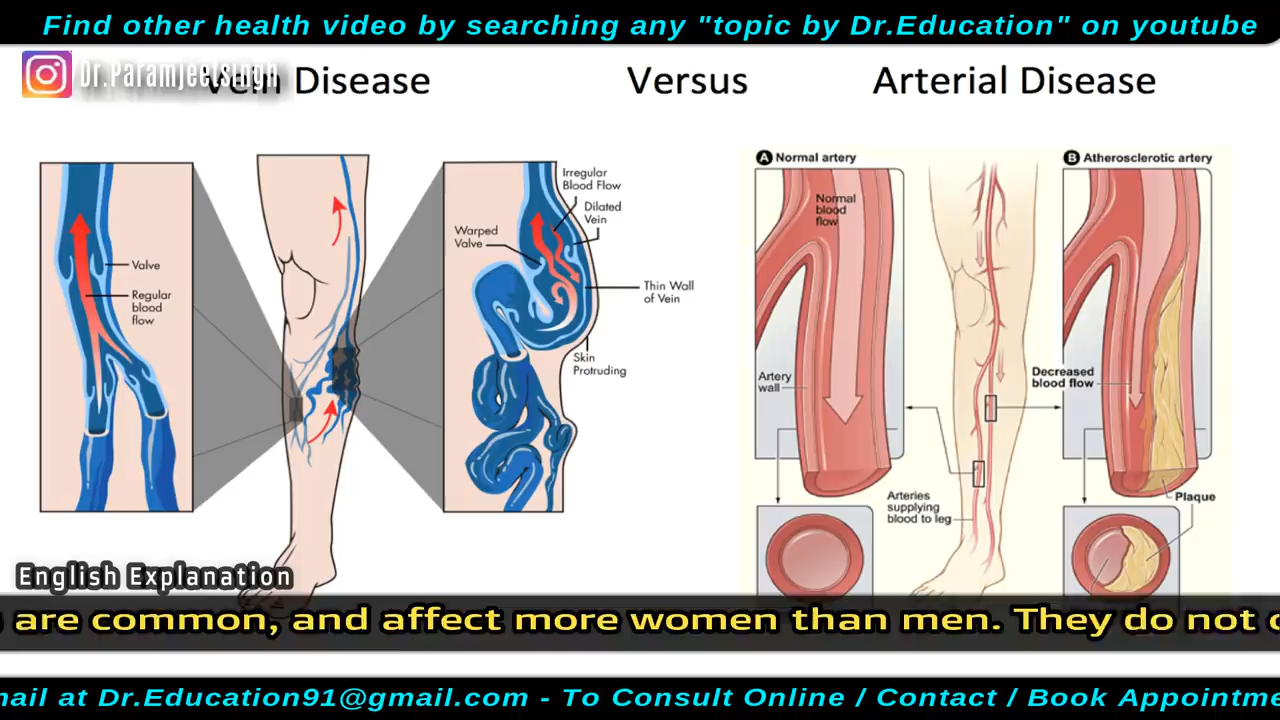 Find other health video by searching any "topic by Dr.Education" on youtube
Dr.Paramjeetsingh
Vein Disease
Versus
Arterial Disease
Valve
Regular
blood
flow
Irregular
Blood Flow
Dilated
Vein
Warped
Valve
Thin Wall
of Vein
Skin
Protruding
A Normal artery
Normal
blood
flow
Artery
wall
Arteries
supplying
blood to leg
B Atherosclerotic artery
Decreased
blood flow
Plaque
English Explanation
are common, and affect more women than men. They do not
mail at Dr.Education91@gmail.com - To Consult Online / Contact / Book Appointme